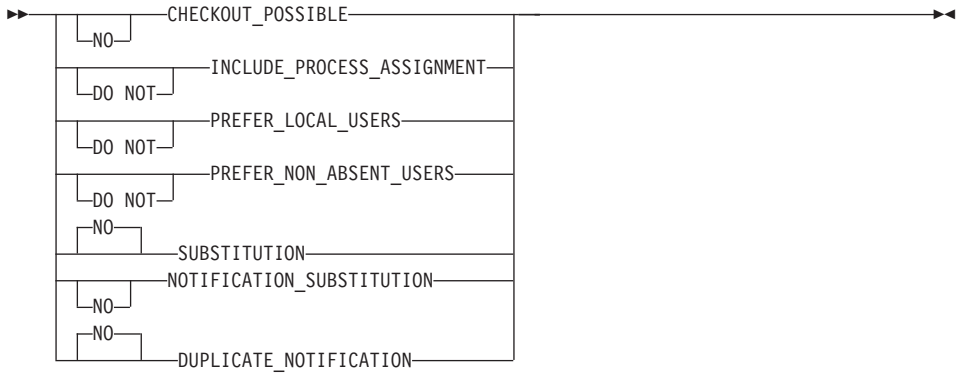 CHECKOUT_POSSIBLE
NO
INCLUDE_PROCESS_ASSIGNMENT
DO NOT
PREFER_LOCAL_USERS
DO NOT
PREFER_NON_ABSENT_USERS
DO NOT
NO
SUBSTITUTION
NOTIFICATION_SUBSTITUTION
NO
NO
DUPLICATE_NOTIFICATION